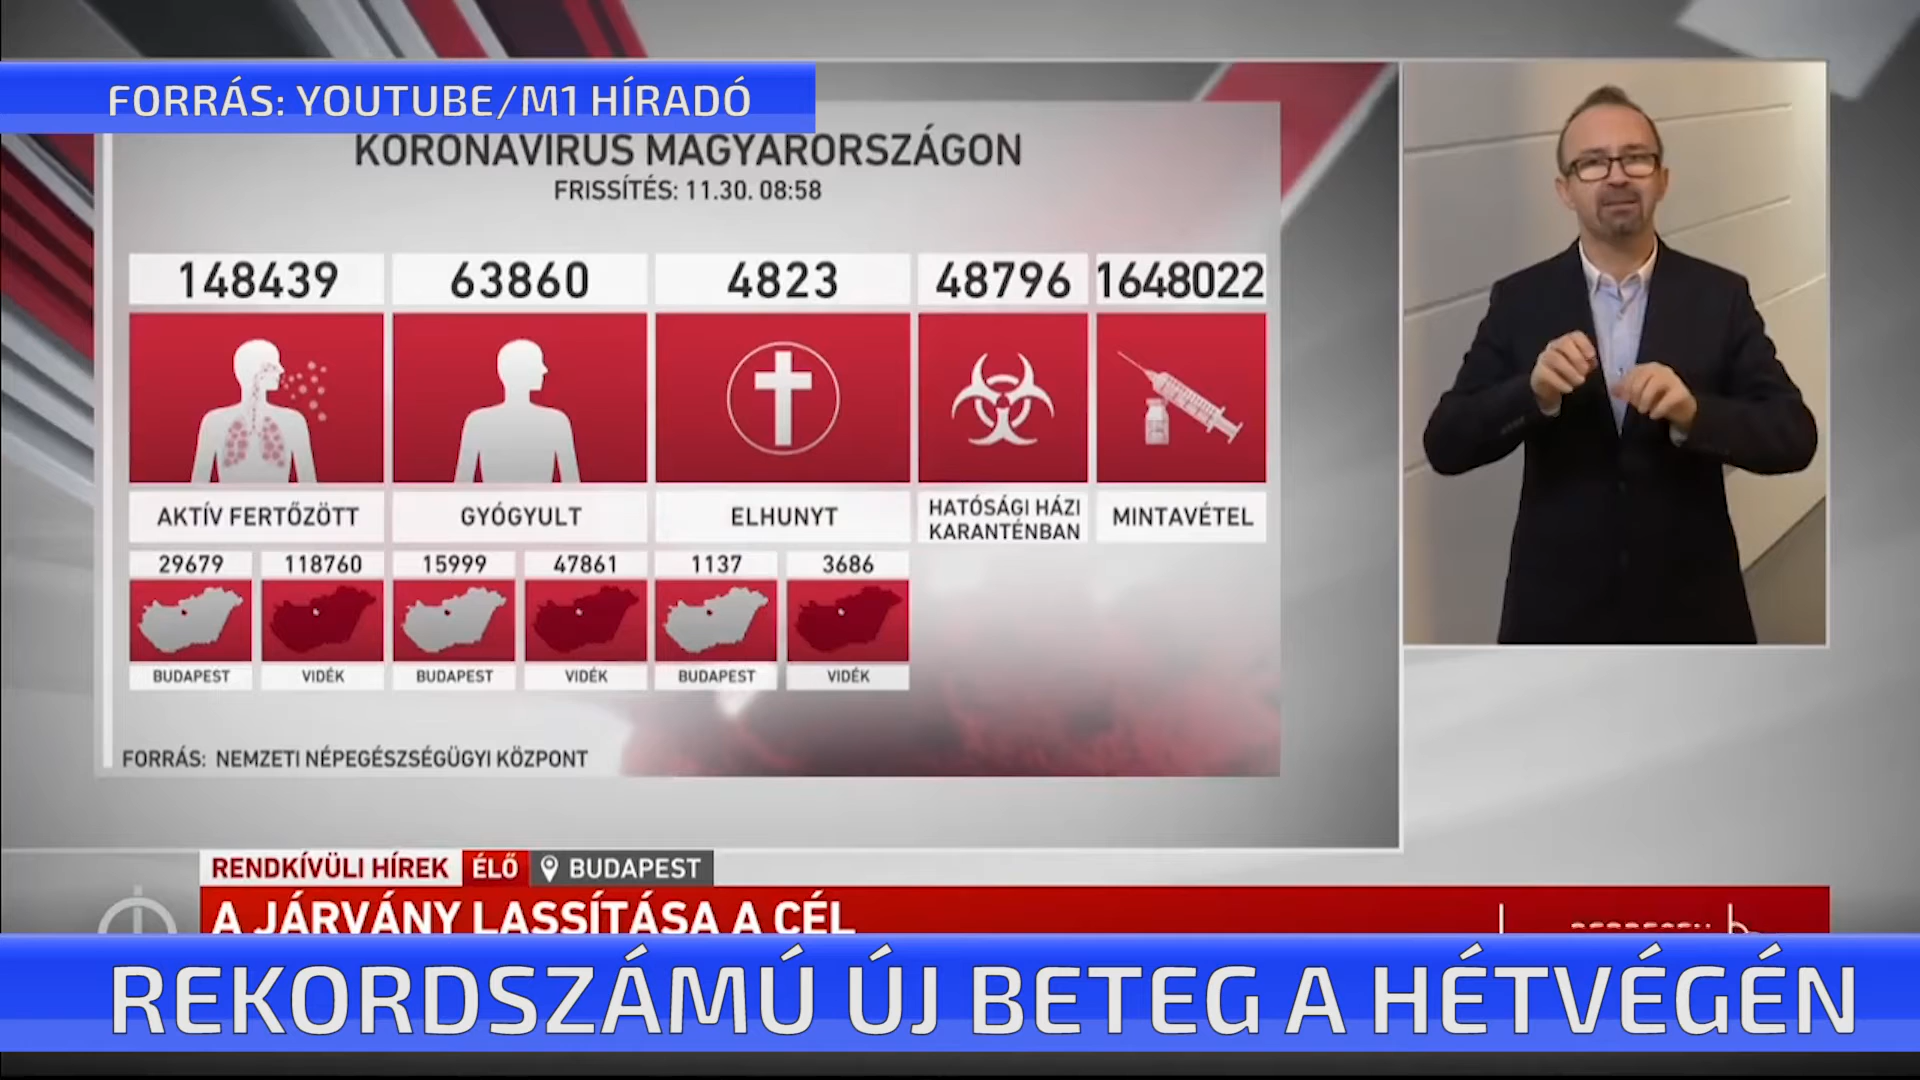 FORRÁS: YOUTUBE/M1 HÍRADÓ
KORONAVÍRUS MAGYARORSZÁGON
FRISSÍTÉS: 11.30. 08:58
148439
63860
4823
48796
1648022
AKTÍV FERTŐZÖTT
GYÓGYULT
ELHUNYT
HATÓSÁGI HÁZI
KARANTÉNBAN
MINTAVÉTEL
29679
118760
15999
47861
1137
3686
BUDAPEST
VIDÉK
BUDAPEST
VIDÉK
BUDAPEST
VIDÉK
FORRÁS: NEMZETI NÉPEGÉSZSÉGÜGYI KÖZPONT
RENDKÍVÜLI HÍREK ÉLŐ BUDAPEST
A JÁRVÁNY LASSÍTÁSA A CÉL
REKORDSZÁMÚ ÚJ BETEG A HÉTVÉGÉN